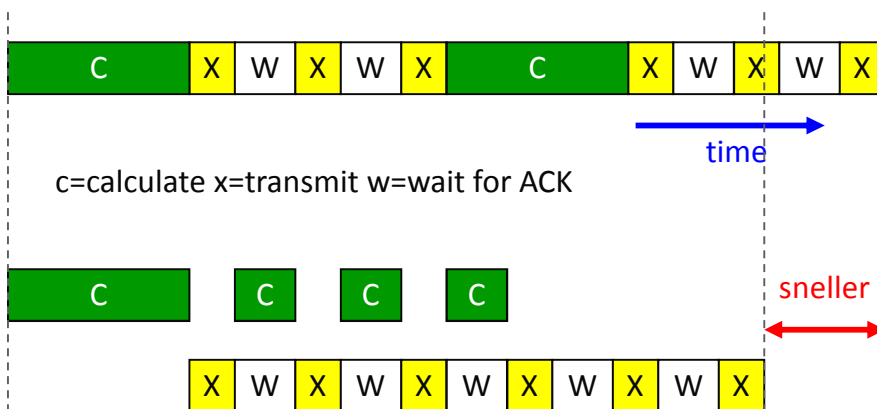 C X W X W X C X W X W X
time
c=calculate x=transmit w=wait for ACK
C C C C
sneller
X W X W X W X W X W X